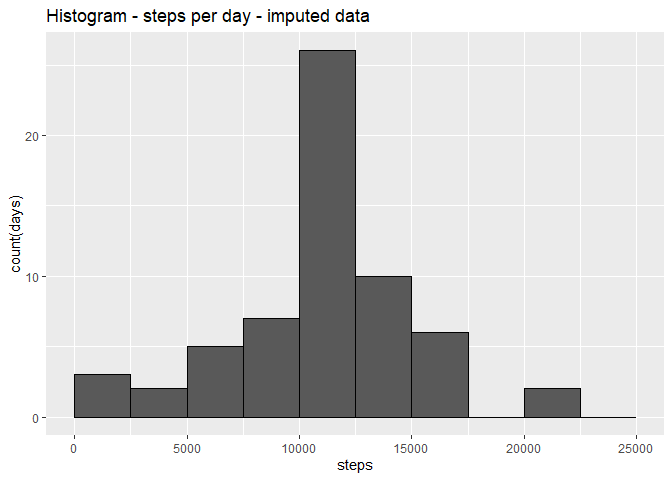 Histogram - steps per day - imputed data
count(days)
20
10
0
0 5000 10000 15000 20000 25000
steps